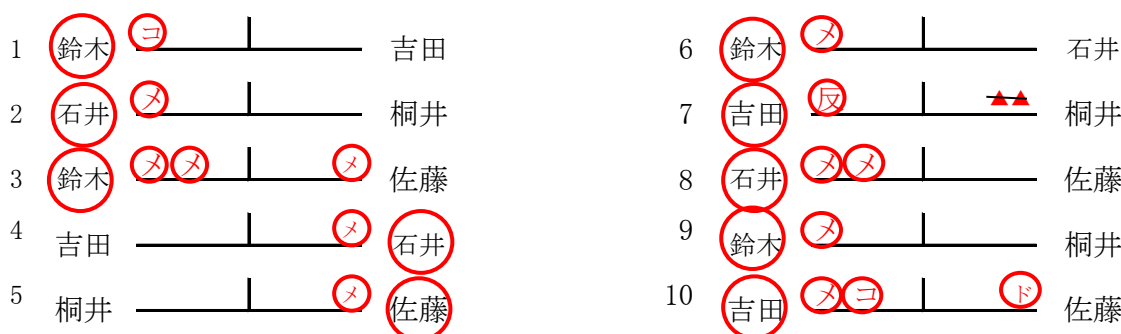 1 鈴木 コ 吉田
2 石井 メ 桐井
3 鈴木 メ メ メ 佐藤
4 吉田 メ 石井
5 桐井 メ 佐藤
6 鈴木 メ 石井
7 吉田 反 ▲▲ 桐井
8 石井 メ メ 佐藤
9 鈴木 メ 桐井
10 吉田 メ コ ド 佐藤